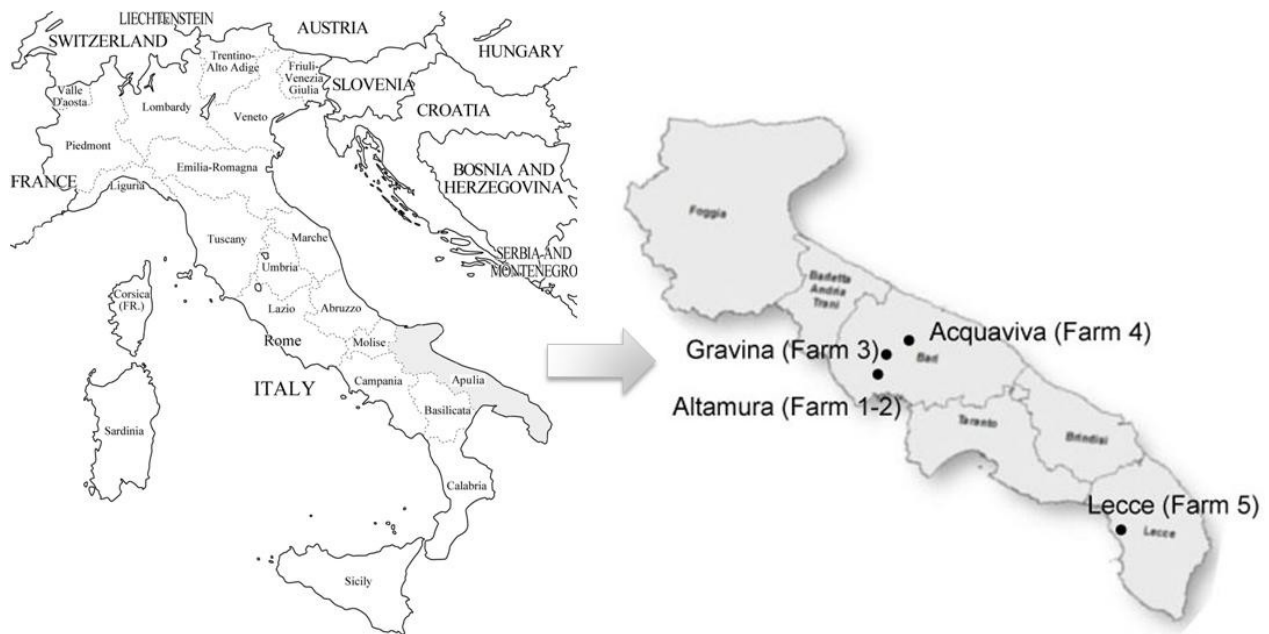 LIECHTENSTEIN
AUSTRIA
SWITZERLAND
HUNGARY
Trentino-
Alto Adige
Friuli-
Venezia
Giulia
SLOVENIA
Valle
D'aosta
Lombardy
Veneto
CROATIA
Piedmont
Emilia-Romagna
BOSNIA AND
HERZEGOVINA
FRANCE
Liguria
Tuscany
Marche
Umbria
SERBIA AND
MONTENEGRO
Corsica
(FR.)
Lazio
Abruzzo
Rome
Molise
ITALY
Campania
Apulia
Basilicata
Sardinia
Calabria
Sicily
Foggia
Barletta
Andria
Trani
Acquaviva (Farm 4)
Gravina (Farm 3)
Bari
Altamura (Farm 1-2)
Taranto
Brindisi
Lecce (Farm 5)
Lecce